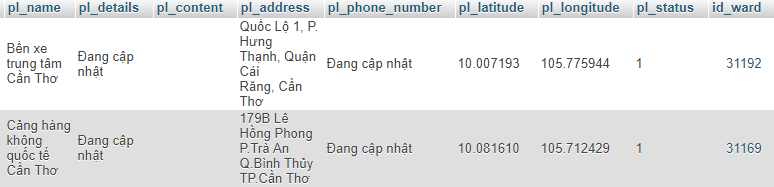 pl_name pl_details pl_content pl_address pl_phone_number pl_latitude pl_longitude pl_status id_ward
Bến xe
trung tâm
Cần Thơ
Đang cập
nhật
Quốc Lộ 1, P.
Hưng
Thạnh, Quận
Cái
Răng, Cần
Thơ
Đang cập nhật
10.007193
105.775944
1
31192
Cảng hàng
không
quốc tế
Cần Thơ
Đang cập
nhật
179B Lê
Hồng Phong
P.Trà An
Q.Bình Thủy
TP.Cần Thơ
Đang cập nhật
10.081610
105.712429
1
31169